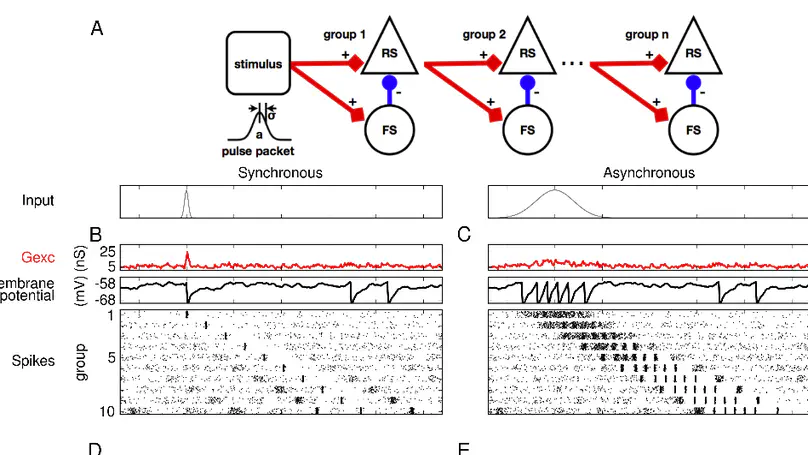 A
group 1
group 2
group n
stimulus
+
RS
+
RS
...
+
RS
-
-
-
+
FS
+
FS
+
FS
σ
a
pulse packet
Synchronous
Asynchronous
Input
B
C
Gexc
(nS)
25
5
embrane
potential
(mV)
-58
-68
Spikes
group
1
5
10
D
E